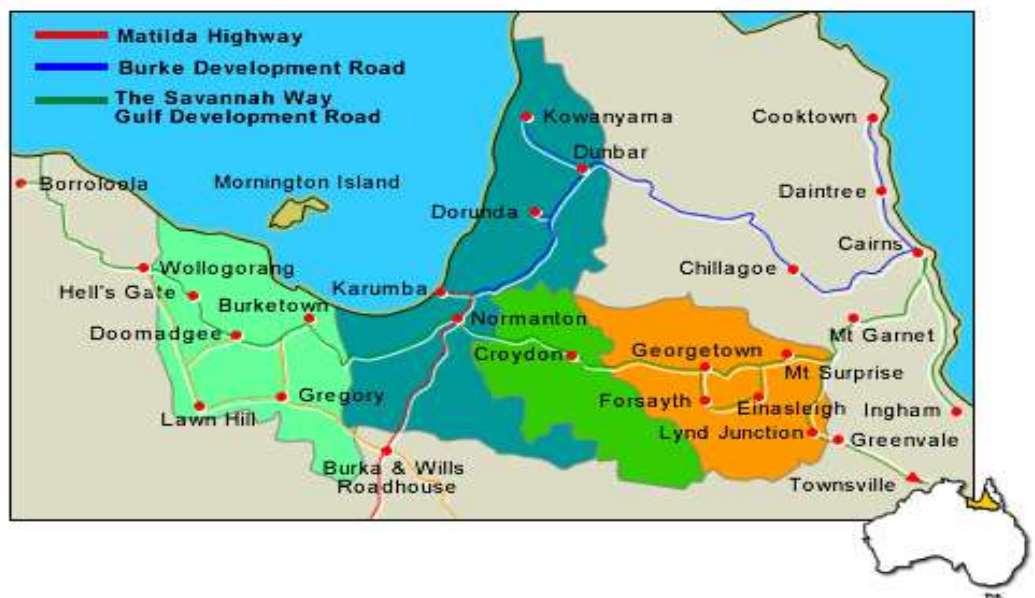 Matilda Highway
Burke Development Road
The Savannah Way
Gulf Development Road
Kowanyama
Cooktown
Dunbar
Borroloola
Mornington Island
Daintree
Dorunda
Cairns
Wollogorang
Chillagoe
Hell's Gate
Karumba
Burketown
Normanton
Doomadgee
Mt Garnet
Croydon
Georgetown
Mt Surprise
Gregory
Forsayth
Einasleigh
Ingham
Lawn Hill
Lynd Junction
Greenvale
Burka & Wills
Roadhouse
Townsville